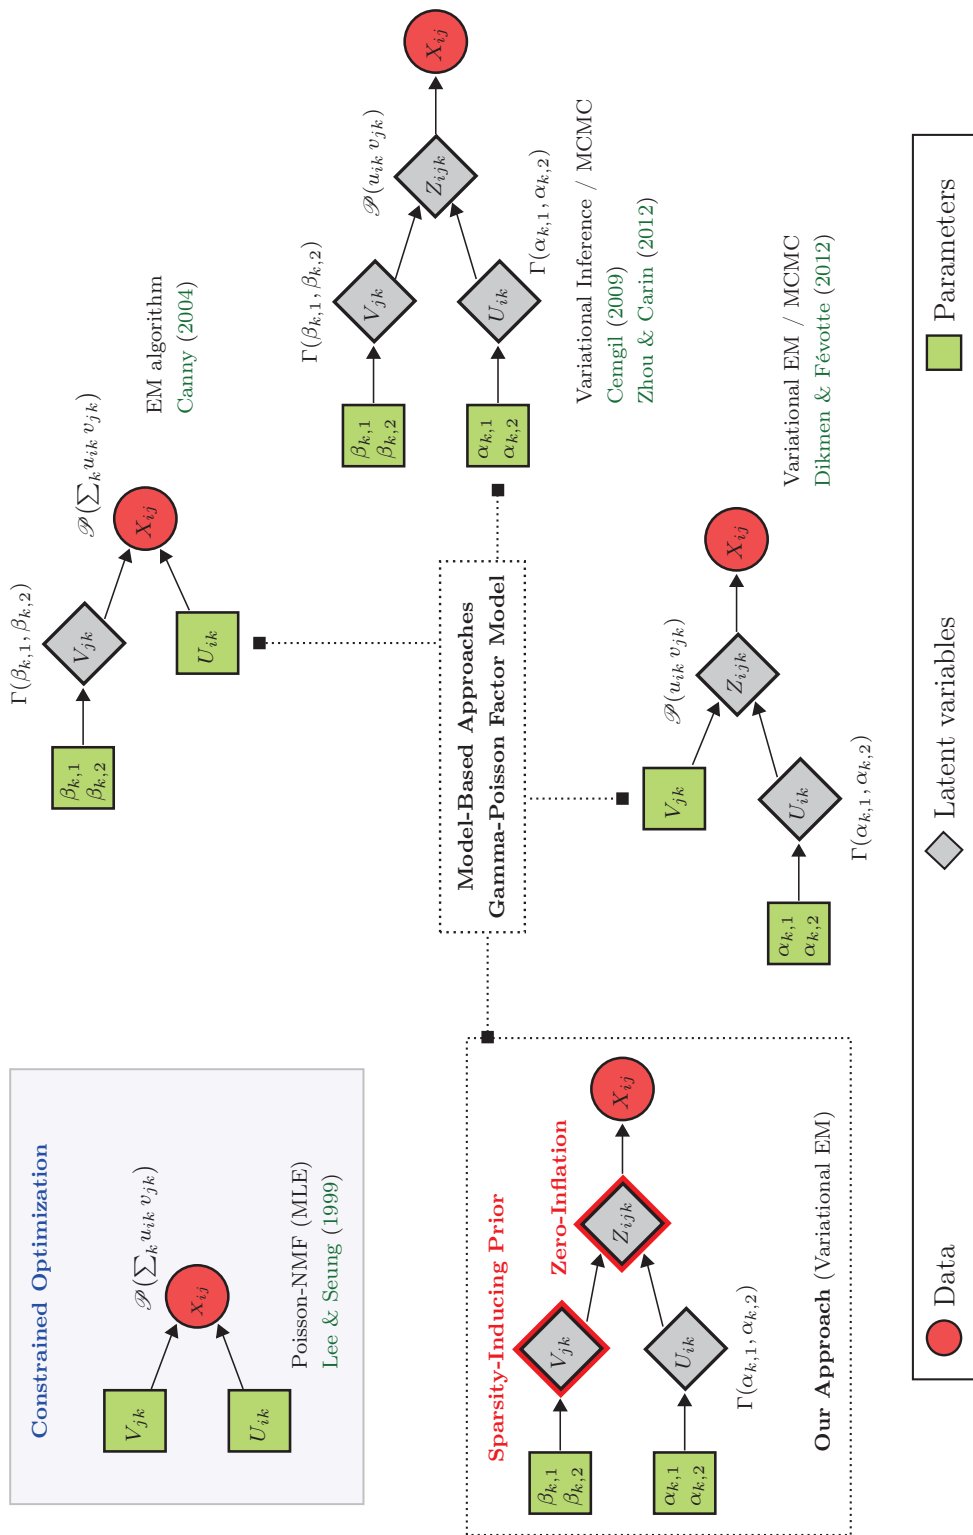 Constrained Optimization
𝒫(∑ₖ uᵢₖ vⱼₖ)
Vⱼₖ
Uᵢₖ
Xᵢⱼ
Poisson-NMF (MLE)
Lee & Seung (1999)
Γ(βₖ,₁, βₖ,₂)
𝒫(∑ₖ uᵢₖ vⱼₖ)
βₖ,₁
βₖ,₂
Vⱼₖ
Uᵢₖ
Xᵢⱼ
EM algorithm
Canny (2004)
Model-Based Approaches
Gamma-Poisson Factor Model
Γ(βₖ,₁, βₖ,₂)
𝒫(uᵢₖ vⱼₖ)
βₖ,₁
βₖ,₂
Vⱼₖ
Zᵢⱼₖ
Xᵢⱼ
αₖ,₁
αₖ,₂
Uᵢₖ
Γ(αₖ,₁, αₖ,₂)
Variational Inference / MCMC
Cemgil (2009)
Zhou & Carin (2012)
Sparsity-Inducing Prior
Zero-Inflation
βₖ,₁
βₖ,₂
Vⱼₖ
Zᵢⱼₖ
Xᵢⱼ
αₖ,₁
αₖ,₂
Uᵢₖ
Γ(αₖ,₁, αₖ,₂)
Our Approach (Variational EM)
𝒫(uᵢₖ vⱼₖ)
Vⱼₖ
Zᵢⱼₖ
Xᵢⱼ
αₖ,₁
αₖ,₂
Uᵢₖ
Γ(αₖ,₁, αₖ,₂)
Variational EM / MCMC
Dikmen & Févotte (2012)
Data
Latent variables
Parameters